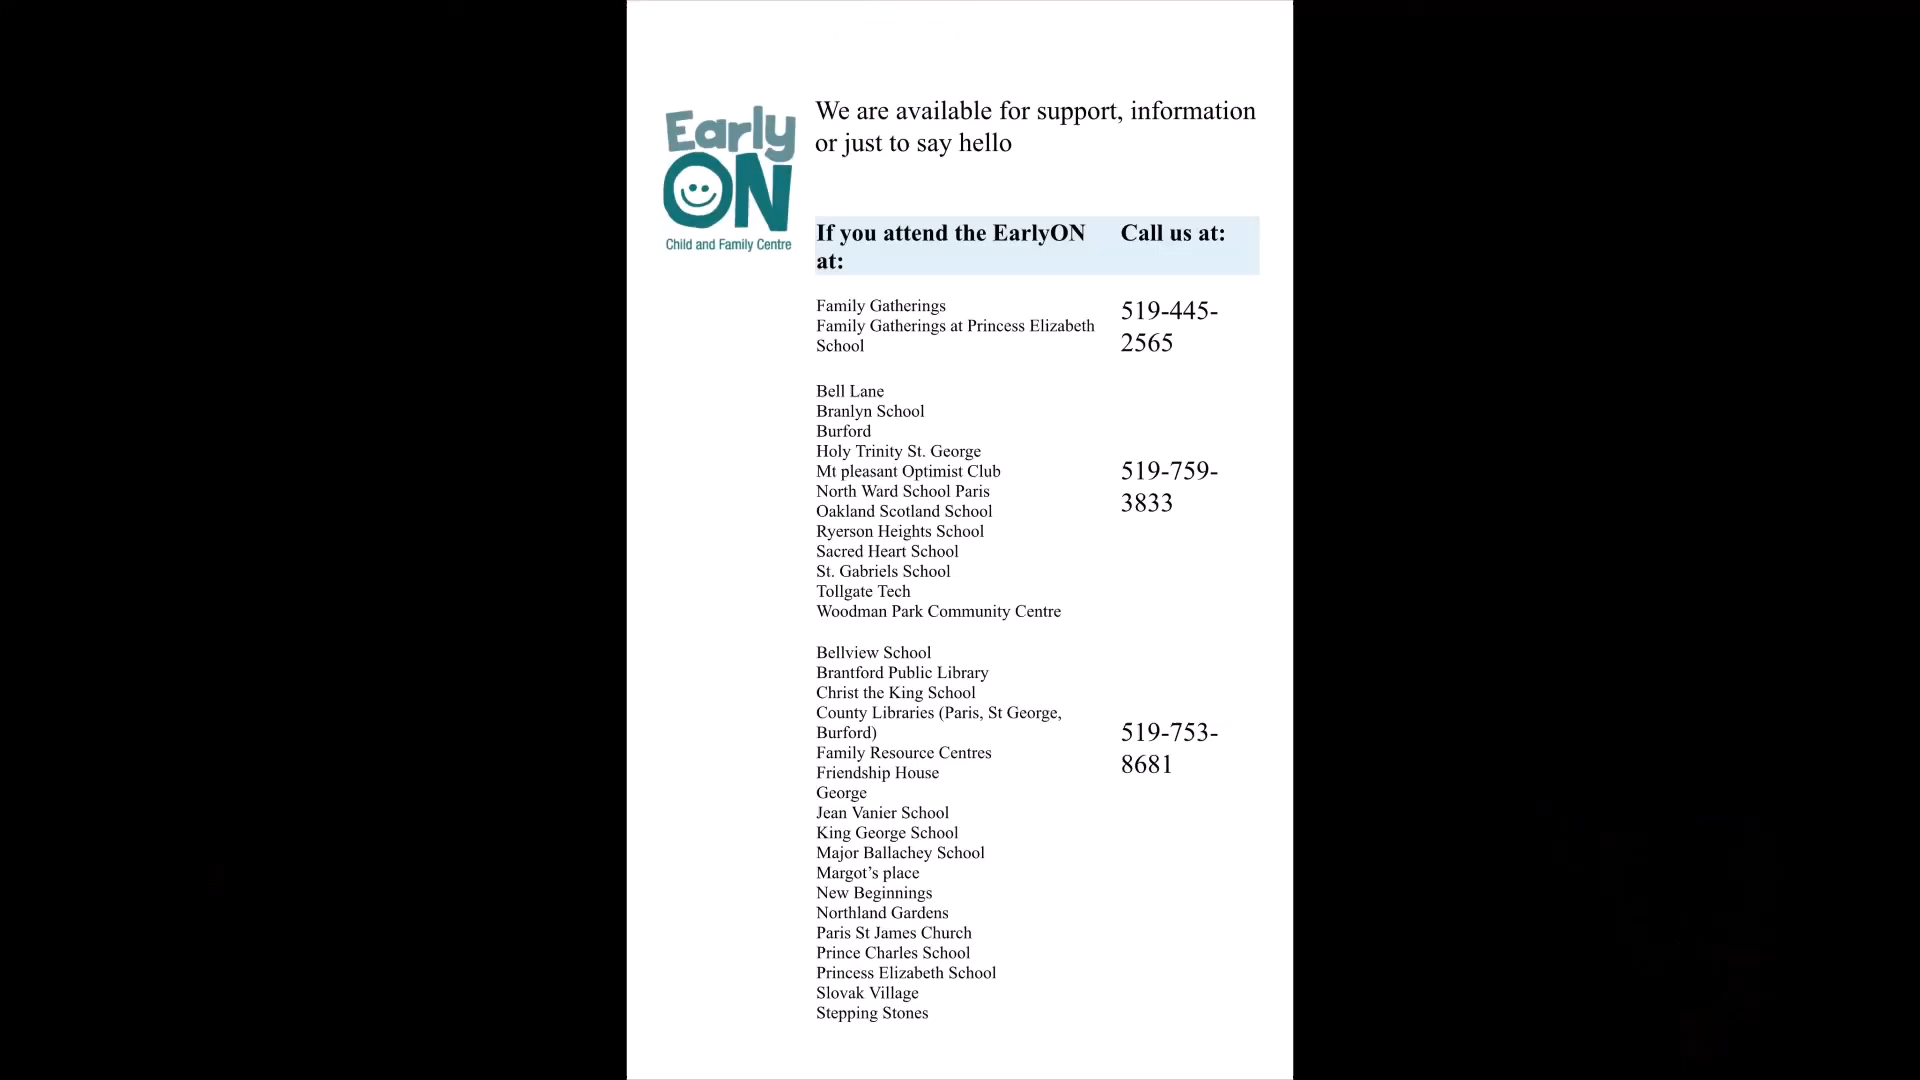 Early
ON
Child and Family Centre
We are available for support, information
or just to say hello
If you attend the EarlyON
at:
Call us at:
Family Gatherings
Family Gatherings at Princess Elizabeth
School
519-445-
2565
Bell Lane
Branlyn School
Burford
Holy Trinity St. George
Mt pleasant Optimist Club
North Ward School Paris
Oakland Scotland School
Ryerson Heights School
Sacred Heart School
St. Gabriels School
Tollgate Tech
Woodman Park Community Centre
519-759-
3833
Bellview School
Brantford Public Library
Christ the King School
County Libraries (Paris, St George,
Burford)
Family Resource Centres
Friendship House
George
Jean Vanier School
King George School
Major Ballachey School
Margot’s place
New Beginnings
Northland Gardens
Paris St James Church
Prince Charles School
Princess Elizabeth School
Slovak Village
Stepping Stones
519-753-
8681